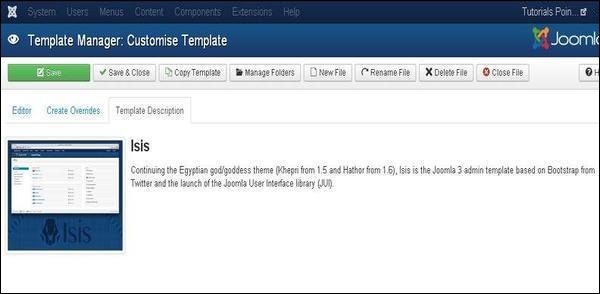 System Users Menus Content Components Extensions Help Tutorials Poin...
Template Manager: Customise Template
Joomla
Save Save & Close Copy Template Manage Folders New File Rename File Delete File Close File H
Editor Create Overrides Template Description
Isis
Continuing the Egyptian god/goddess theme (Khepri from 1.5 and Hathor from 1.6), Isis is the Joomla 3 admin template based on Bootstrap from
Twitter and the launch of the Joomla User Interface library (JUI).
Isis